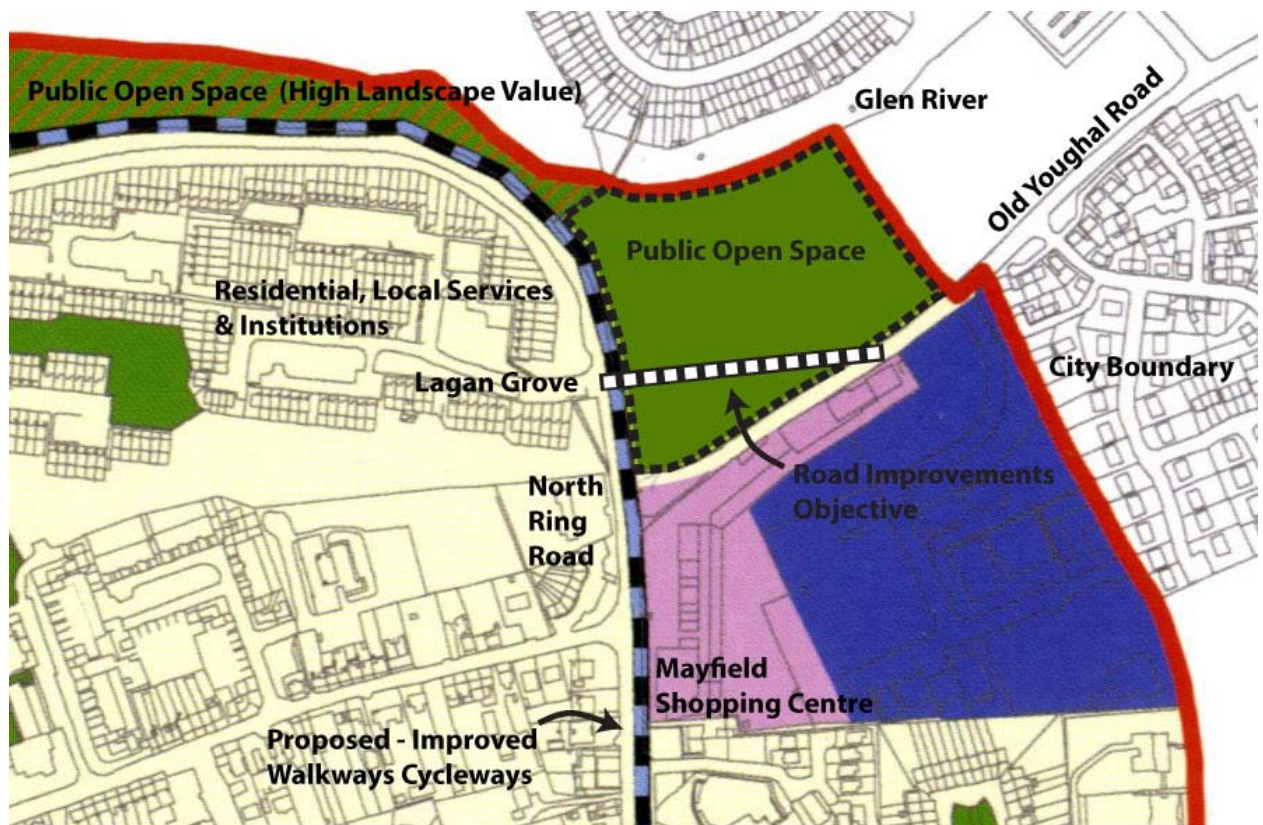 Public Open Space (High Landscape Value)
Glen River
Old Youghal Road
Public Open Space
Residential, Local Services
& Institutions
City Boundary
Lagan Grove
Road Improvements
Objective
North
Ring
Road
Mayfield
Shopping Centre
Proposed - Improved
Walkways Cycleways